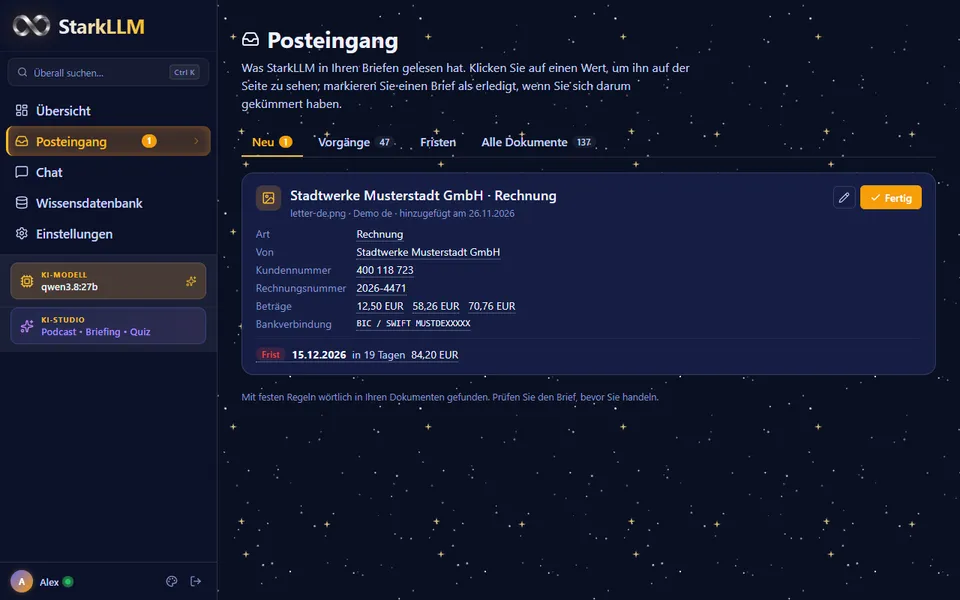 StarkLLM
Überall suchen...
Ctrl K
Übersicht
Posteingang 1
Chat
Wissensdatenbank
Einstellungen
KI-MODELL
qwen3.8:27b
KI-STUDIO
Podcast • Briefing • Quiz
A Alex
Posteingang
Was StarkLLM in Ihren Briefen gelesen hat. Klicken Sie auf einen Wert, um ihn auf der
Seite zu sehen; markieren Sie einen Brief als erledigt, wenn Sie sich darum
gekümmert haben.
Neu 1 Vorgänge 47 Fristen Alle Dokumente 137
Stadtwerke Musterstadt GmbH · Rechnung
letter-de.png · Demo de · hinzugefügt am 26.11.2026
Fertig
Art Rechnung
Von Stadtwerke Musterstadt GmbH
Kundennummer 400 118 723
Rechnungsnummer 2026-4471
Beträge 12,50 EUR 58,26 EUR 70,76 EUR
Bankverbindung BIC / SWIFT MUSTDEXXXXX
Frist 15.12.2026 in 19 Tagen 84,20 EUR
Mit festen Regeln wörtlich in Ihren Dokumenten gefunden. Prüfen Sie den Brief, bevor Sie handeln.